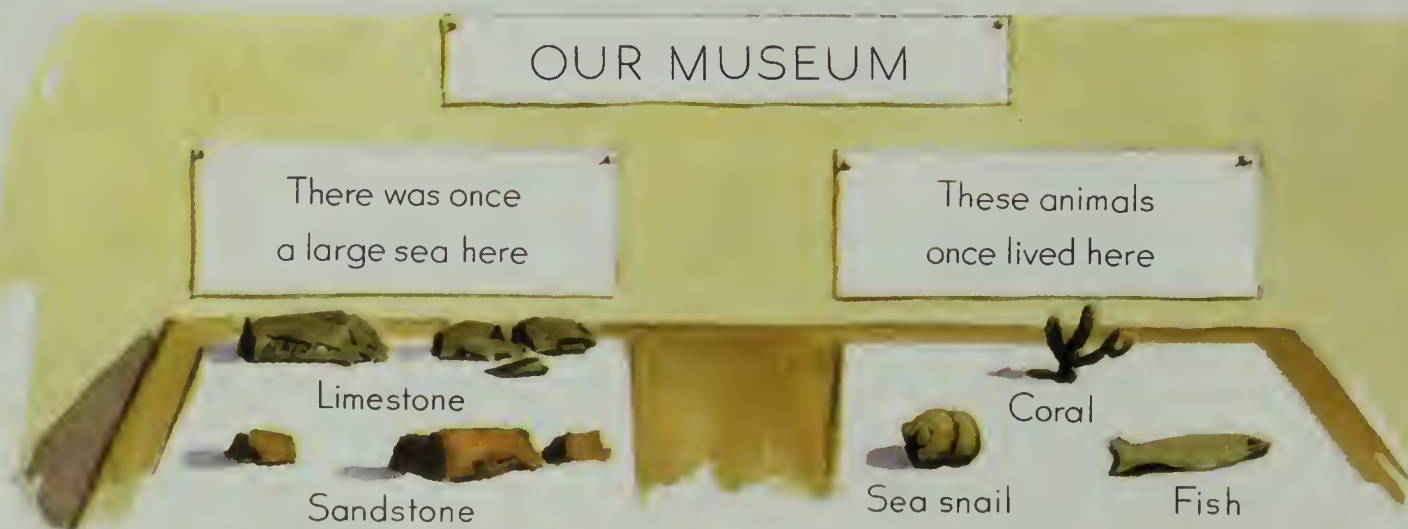 OUR MUSEUM
There was once
a large sea here
These animals
once lived here
Limestone
Sandstone
Coral
Sea snail
Fish